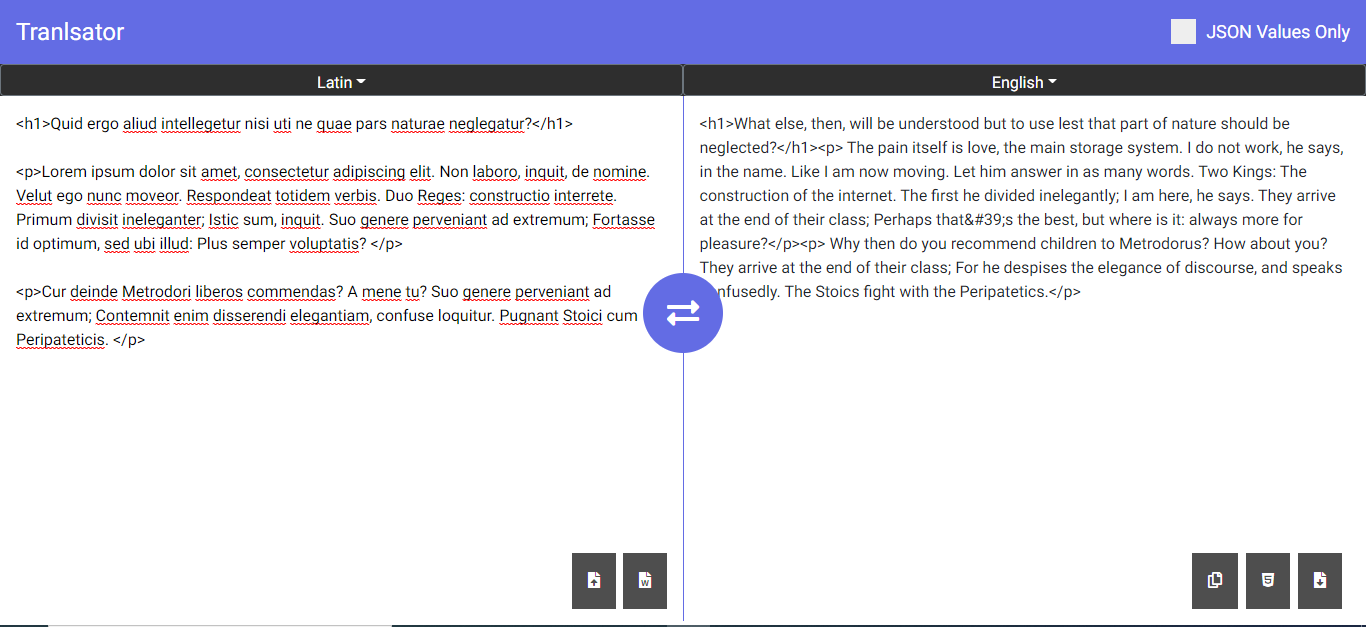 Tranlsator
JSON Values Only
Latin
English
<h1>Quid ergo aliud intellegetur nisi uti ne quae pars naturae neglegatur?</h1>
<p>Lorem ipsum dolor sit amet, consectetur adipiscing elit. Non laboro, inquit, de nomine.
Velut ego nunc moveor. Respondeat totidem verbis. Duo Reges: constructio interrete.
Primum divisit ineleganter; Istic sum, inquit. Suo genere perveniant ad extremum; Fortasse
id optimum, sed ubi illud: Plus semper voluptatis? </p>
<p>Cur deinde Metrodori liberos commendas? A mene tu? Suo genere perveniant ad
extremum; Contemnit enim disserendi elegantiam, confuse loquitur. Pugnant Stoici cum
Peripateticis. </p>
<h1>What else, then, will be understood but to use lest that part of nature should be
neglected?</h1><p> The pain itself is love, the main storage system. I do not work, he says,
in the name. Like I am now moving. Let him answer in as many words. Two Kings: The
construction of the internet. The first he divided inelegantly; I am here, he says. They arrive
at the end of their class; Perhaps that&#39;s the best, but where is it: always more for
pleasure?</p><p> Why then do you recommend children to Metrodorus? How about you?
They arrive at the end of their class; For he despises the elegance of discourse, and speaks
nfusedly. The Stoics fight with the Peripatetics.</p>